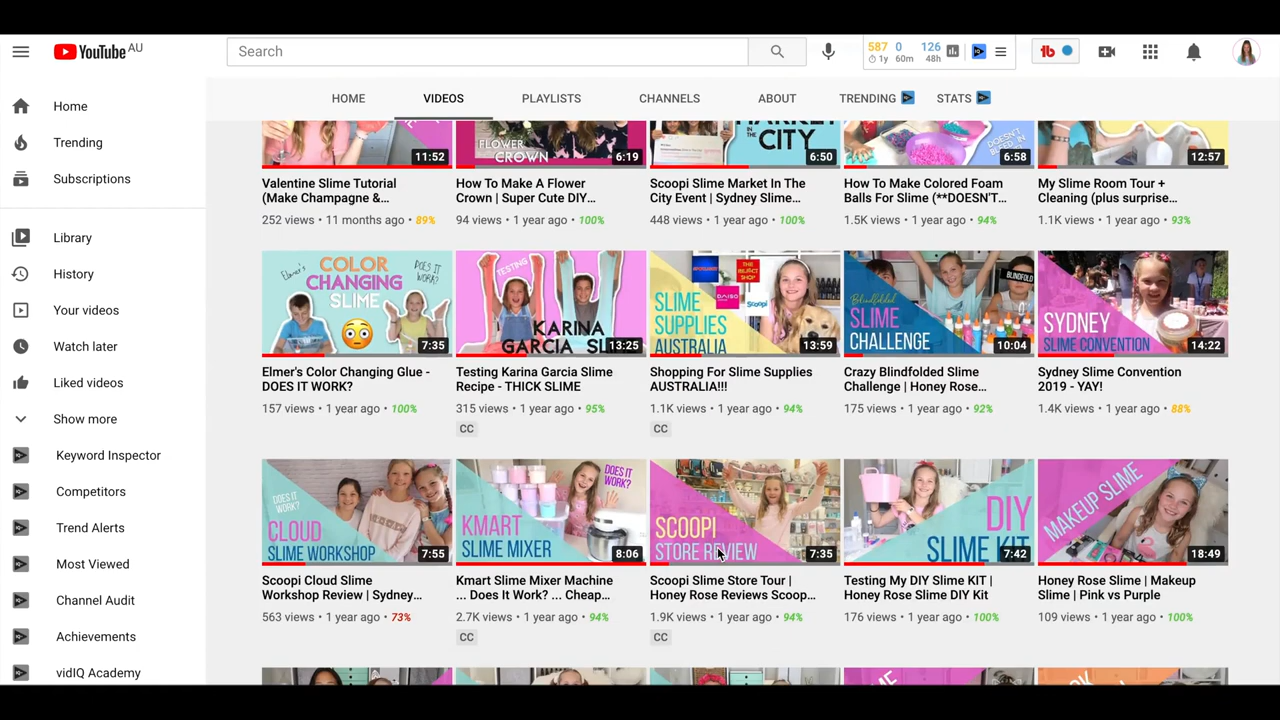 YouTube AU
Search
587 0 126
1y 60m 48h
HOME VIDEOS PLAYLISTS CHANNELS ABOUT TRENDING STATS
Home
Trending
Subscriptions
Library
History
Your videos
Watch later
Liked videos
Show more
Keyword Inspector
Competitors
Trend Alerts
Most Viewed
Channel Audit
Achievements
vidIQ Academy
11:52
FLOWER
CROWN
6:19
MARKET
IN THE
CITY
6:50
DOESN'T
6:58
12:57
Valentine Slime Tutorial
(Make Champagne &...
252 views • 11 months ago • 89%
How To Make A Flower
Crown | Super Cute DIY...
94 views • 1 year ago • 100%
Scoopi Slime Market In The
City Event | Sydney Slime...
448 views • 1 year ago • 100%
How To Make Colored Foam
Balls For Slime (**DOESN'T...
1.5K views • 1 year ago • 94%
My Slime Room Tour +
Cleaning (plus surprise...
1.1K views • 1 year ago • 93%
Elmer's
COLOR
CHANGING
SLIME
DOES IT
WORK?
7:35
TESTING
KARINA
GARCIA SLIME
13:25
THE REJECT SHOP
DAISO
Scoopi
SLIME
SUPPLIES
AUSTRALIA
13:59
Blindfolded
SLIME
CHALLENGE
BLINDFOLD
10:04
SYDNEY
SLIME CONVENTION
14:22
Elmer's Color Changing Glue -
DOES IT WORK?
157 views • 1 year ago • 100%
Testing Karina Garcia Slime
Recipe - THICK SLIME
315 views • 1 year ago • 95%
CC
Shopping For Slime Supplies
AUSTRALIA!!!
1.1K views • 1 year ago • 94%
CC
Crazy Blindfolded Slime
Challenge | Honey Rose...
175 views • 1 year ago • 92%
Sydney Slime Convention
2019 - YAY!
1.4K views • 1 year ago • 88%
DOES IT
WORK?
CLOUD
SLIME WORKSHOP
7:55
DOES IT
WORK?
KMART
SLIME MIXER
8:06
SCOOPI
STORE REVIEW
7:35
DIY
SLIME KIT
7:42
MAKEUP SLIME
18:49
Scoopi Cloud Slime
Workshop Review | Sydney...
563 views • 1 year ago • 73%
Kmart Slime Mixer Machine
... Does It Work? ... Cheap...
2.7K views • 1 year ago • 94%
CC
Scoopi Slime Store Tour |
Honey Rose Reviews Scoop...
1.9K views • 1 year ago • 94%
CC
Testing My DIY Slime KIT |
Honey Rose Slime DIY Kit
176 views • 1 year ago • 100%
Honey Rose Slime | Makeup
Slime | Pink vs Purple
109 views • 1 year ago • 100%